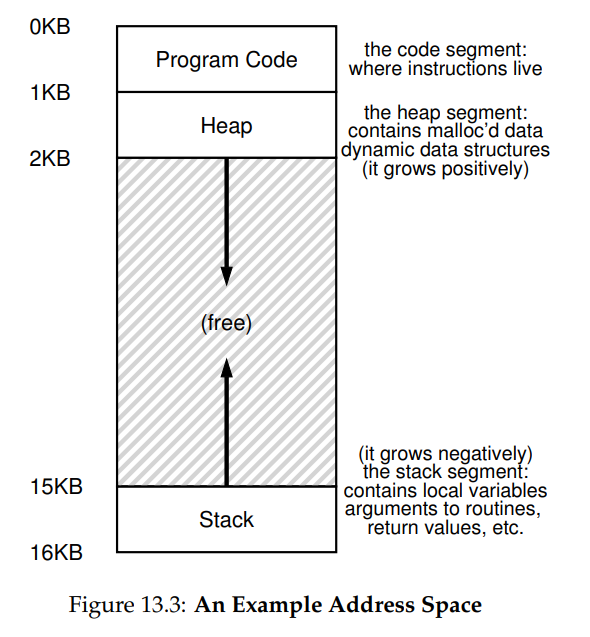 0KB
Program Code
the code segment:
where instructions live
1KB
Heap
the heap segment:
contains malloc’d data
dynamic data structures
(it grows positively)
2KB
(free)
(it grows negatively)
the stack segment:
contains local variables
arguments to routines,
return values, etc.
15KB
Stack
16KB
Figure 13.3: An Example Address Space